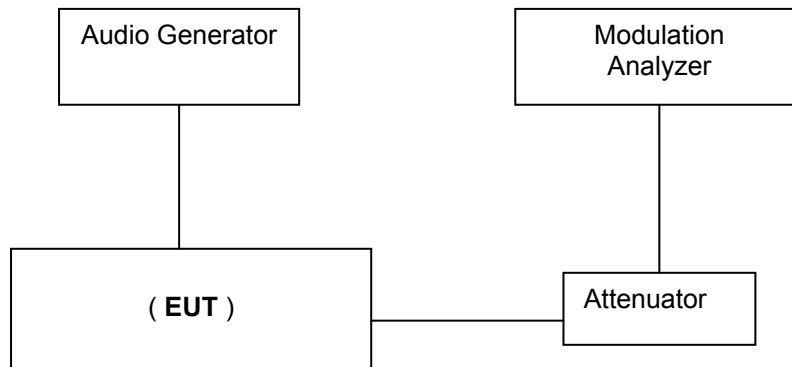 Audio Generator
Modulation
Analyzer
( EUT )
Attenuator